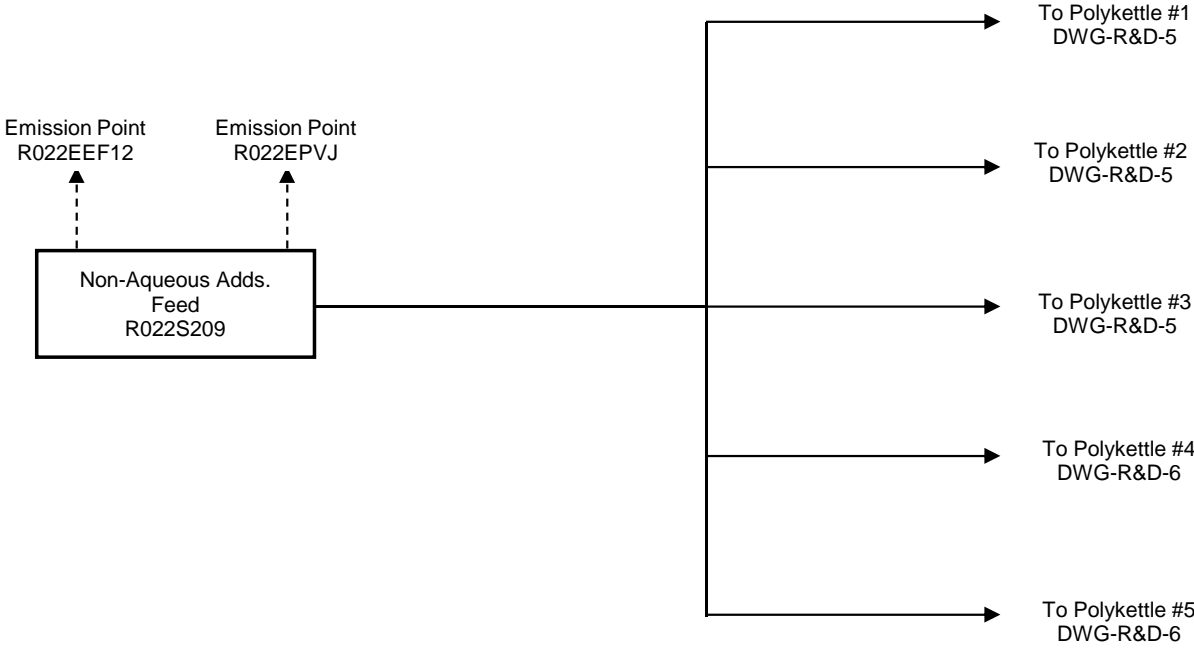 To Polykettle #1
DWG-R&D-5
Emission Point
R022EEF12
Emission Point
R022EPVJ
To Polykettle #2
DWG-R&D-5
Non-Aqueous Adds.
Feed
R022S209
To Polykettle #3
DWG-R&D-5
To Polykettle #4
DWG-R&D-6
To Polykettle #5
DWG-R&D-6